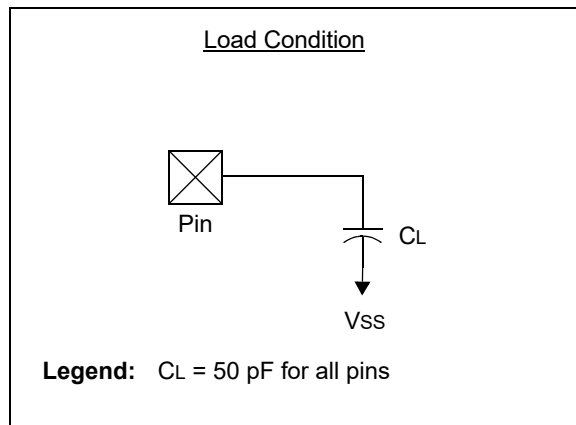 Load Condition
Pin
CL
VSS
Legend: CL = 50 pF for all pins